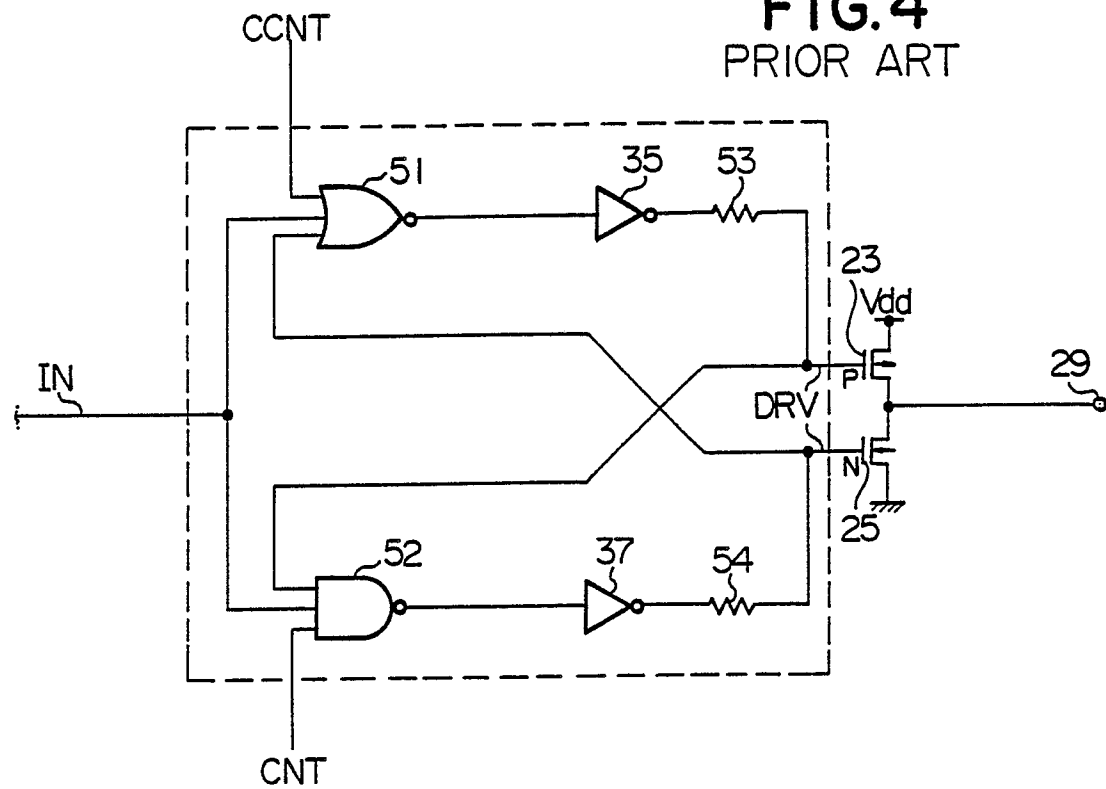 FIG. 4
PRIOR ART
CCNT
51
35
53
23
Vdd
IN
P
DRV
29
N
25
52
37
54
CNT